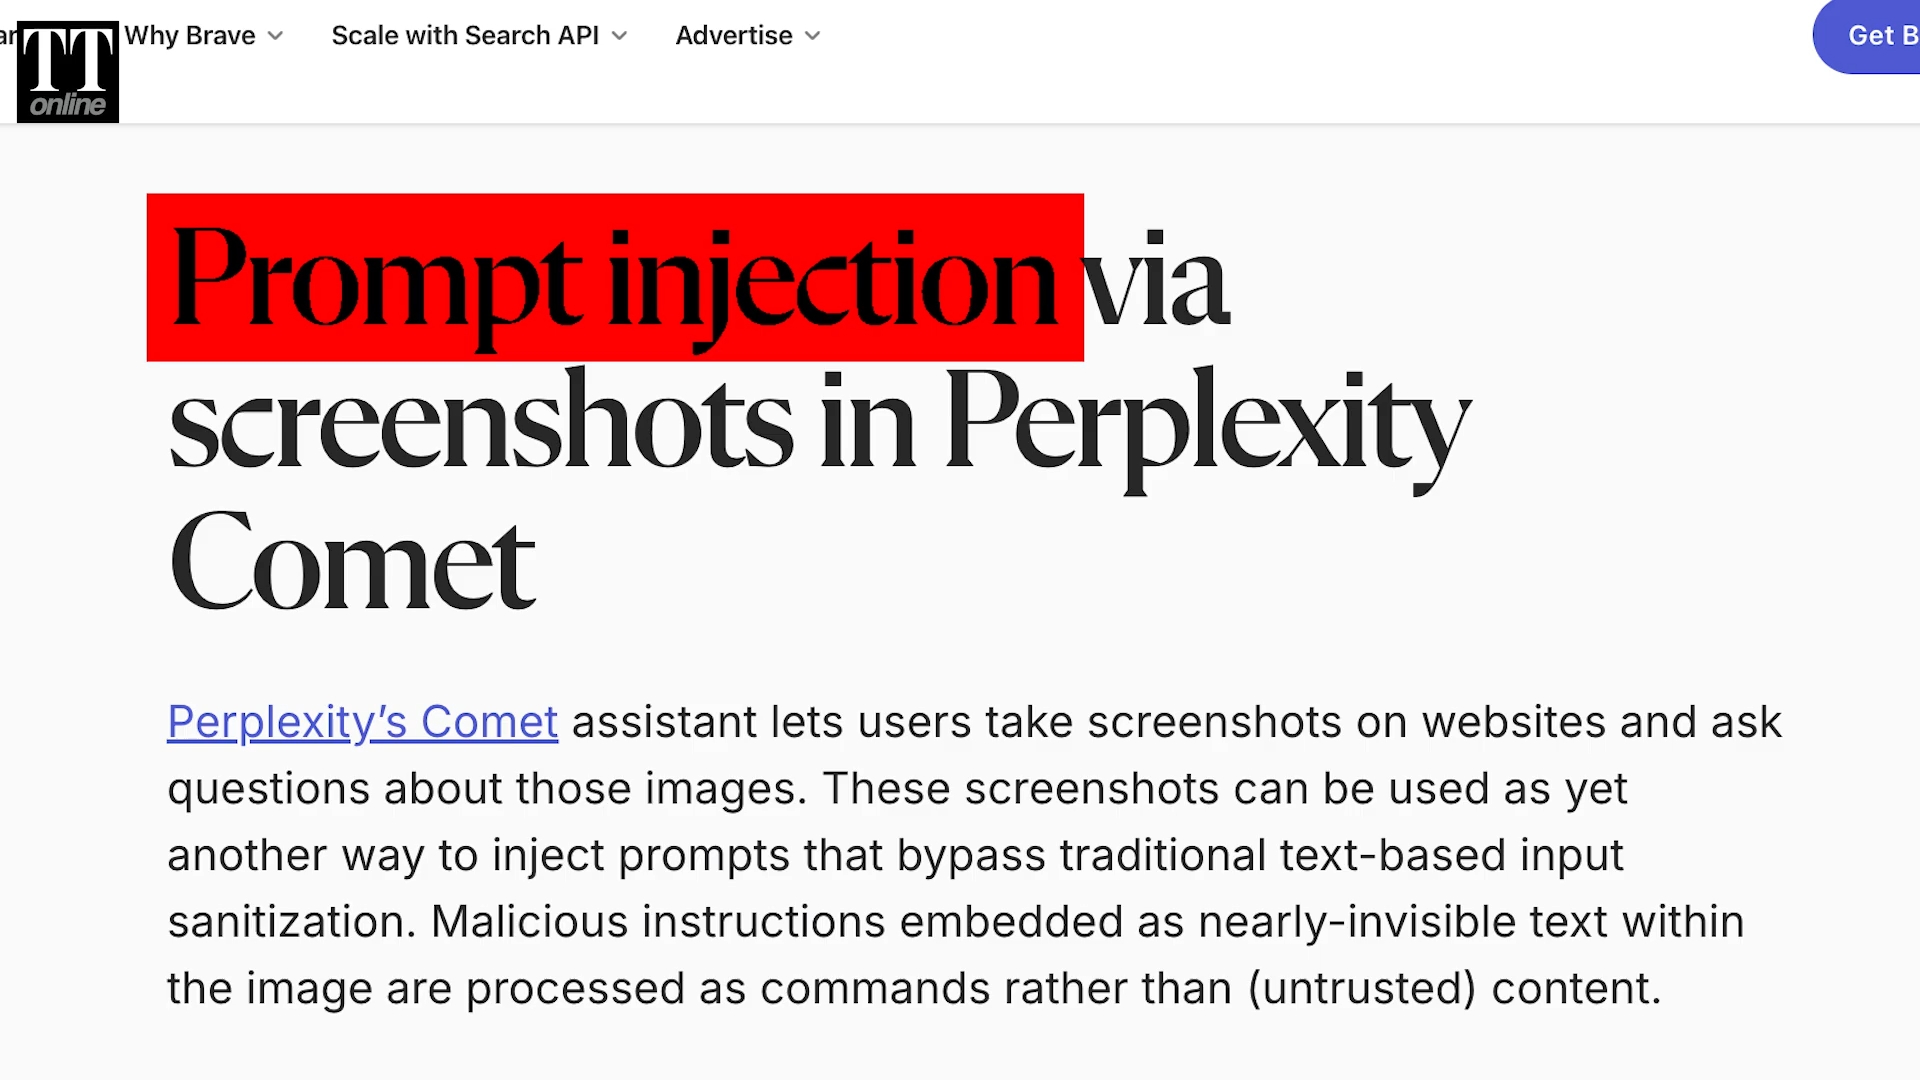 Why Brave
Scale with Search API
Advertise
Get B
TT
online
Prompt injection via
screenshots in Perplexity
Comet
Perplexity’s Comet assistant lets users take screenshots on websites and ask
questions about those images. These screenshots can be used as yet
another way to inject prompts that bypass traditional text-based input
sanitization. Malicious instructions embedded as nearly-invisible text within
the image are processed as commands rather than (untrusted) content.